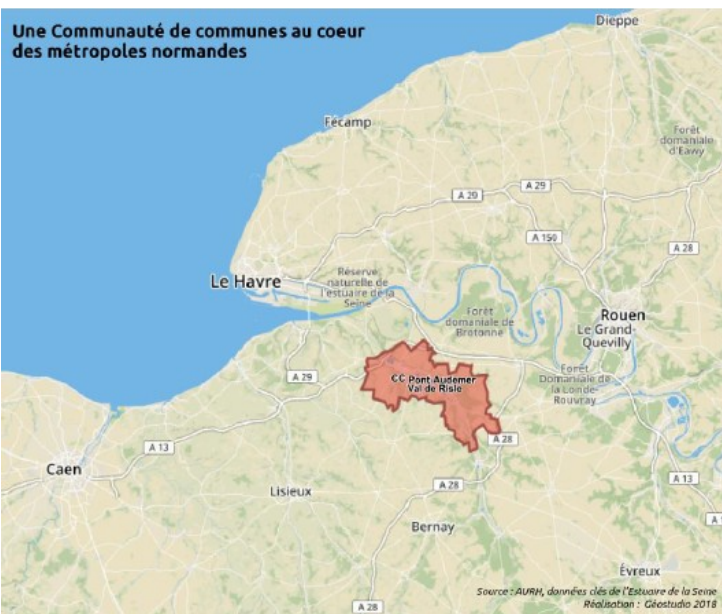 Une Communauté de communes au coeur
des métropoles normandes
Dieppe
Fécamp
Forêt
domaniale
d'Eawy
A 29
A 29
A 150
A 28
Le Havre
Réserve
naturelle de
l'estuaire de la
Seine
Forêt
domaniale de
Brotonne
Rouen
Le Grand-
Quevilly
CC Pont-Audemer
Val de Risle
A 29
Forêt
Domaniale de
la Londe-
Rouvray
A 28
A 13
Caen
A 13
Lisieux
A 28
A 1
Bernay
Évreux
Source : AURH, données clés de l'Estuaire de la Seine
Réalisation : Géostudio 2018
A 28